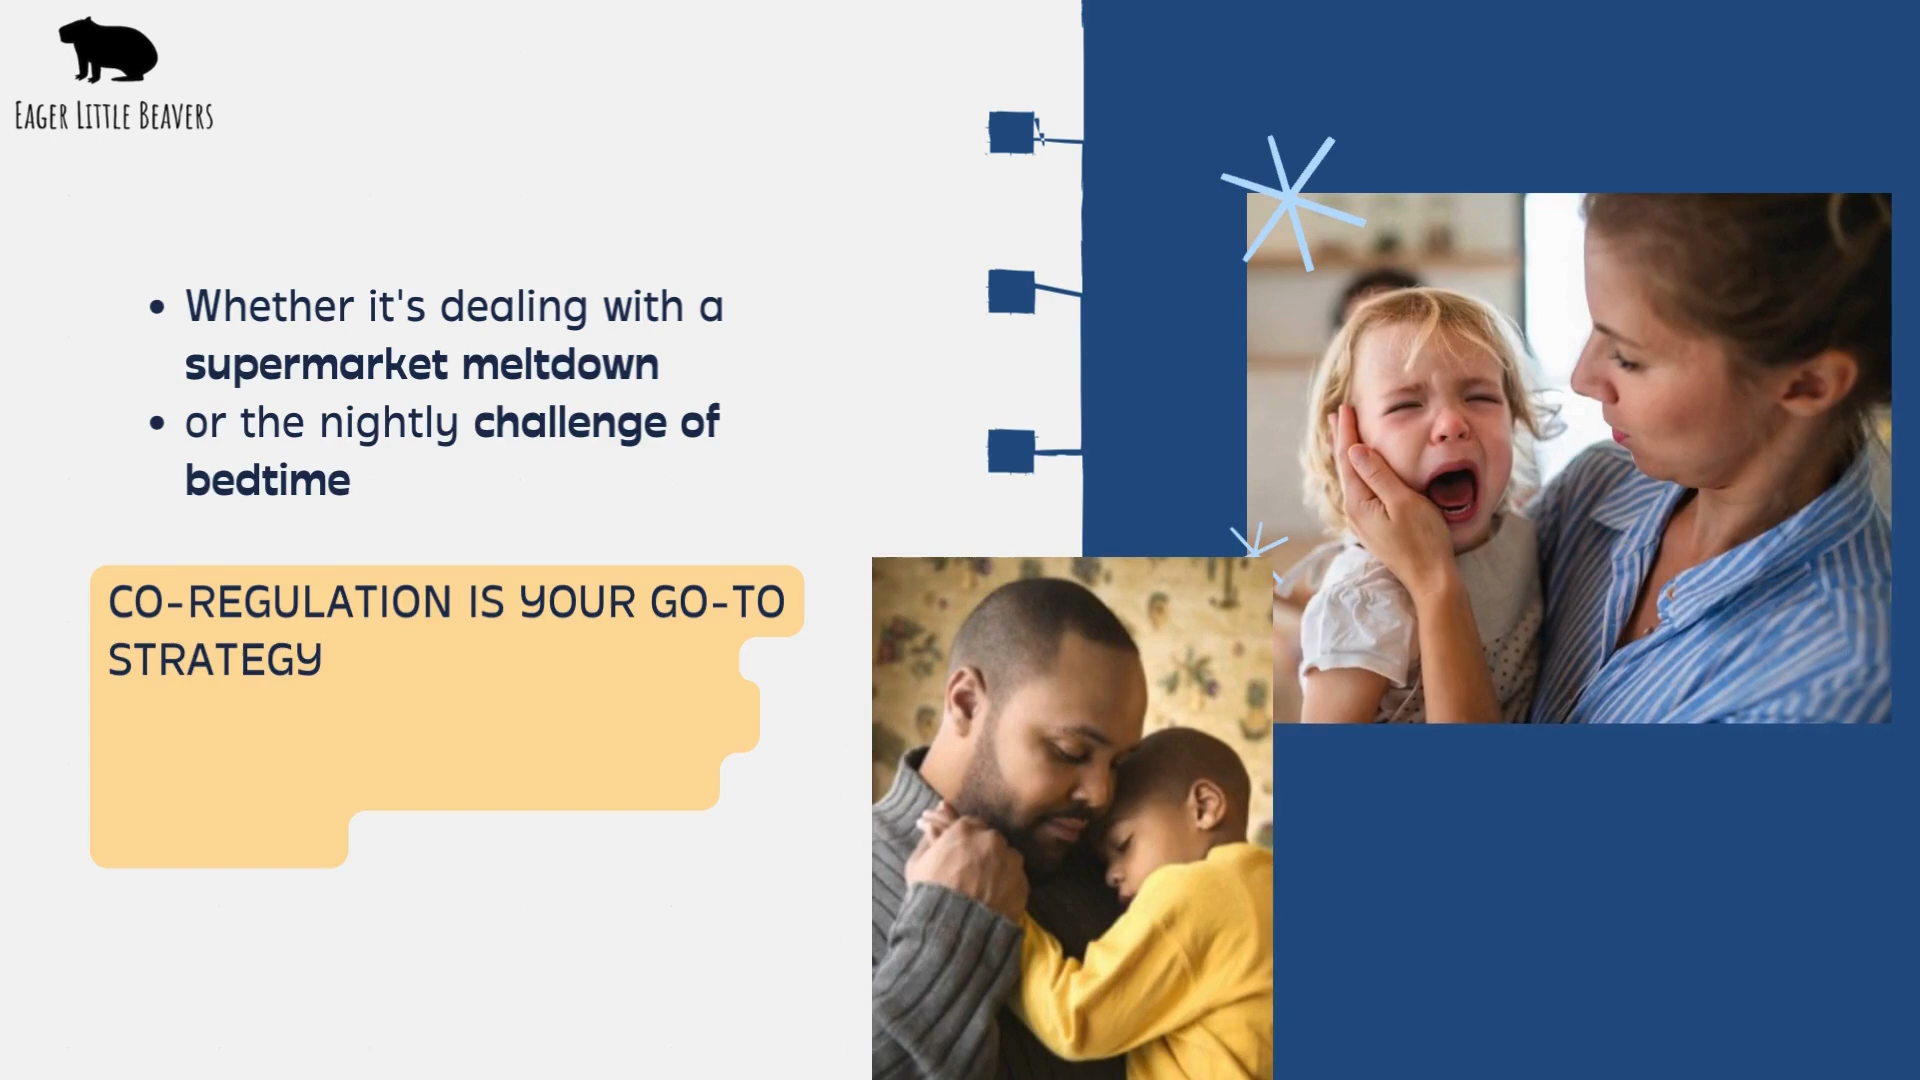 EAGER LITTLE BEAVERS
• Whether it's dealing with a
supermarket meltdown
• or the nightly challenge of
bedtime
CO-REGULATION IS YOUR GO-TO
STRATEGY